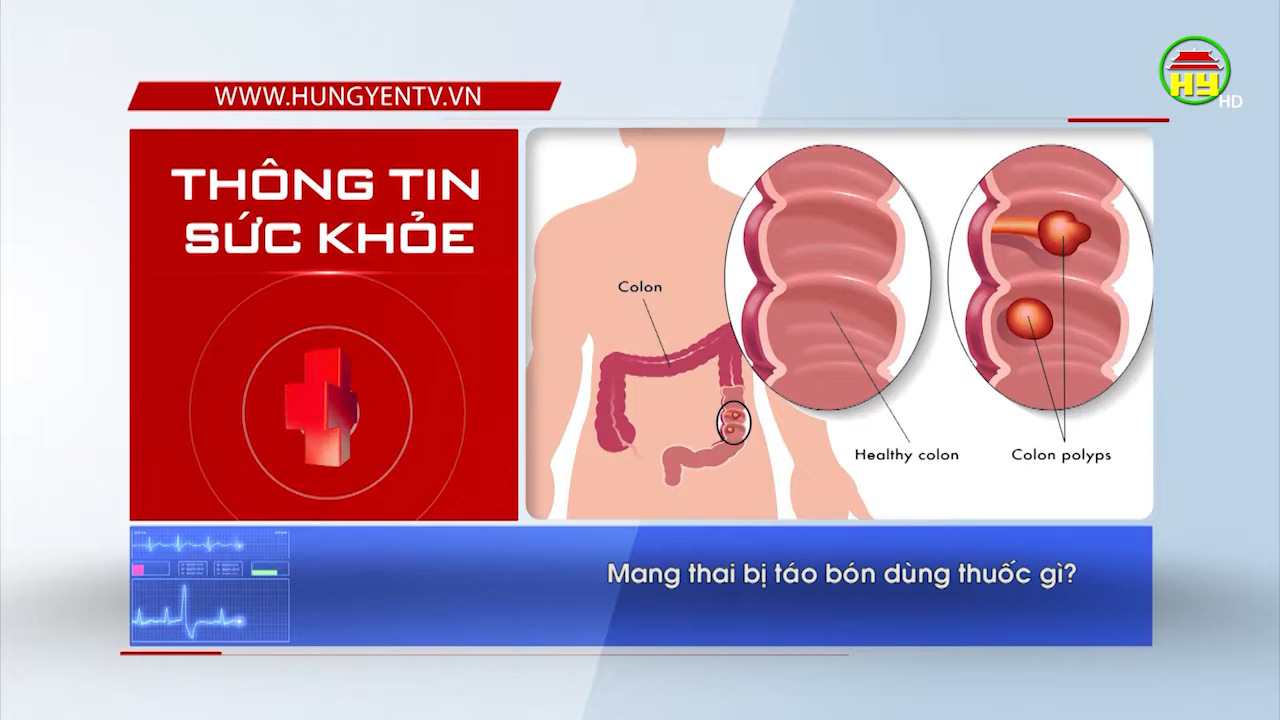 WWW.HUNGYENTV.VN
HY
HD
THÔNG TIN
SỨC KHỎE
Colon
Healthy colon
Colon polyps
Mang thai bị táo bón dùng thuốc gì?